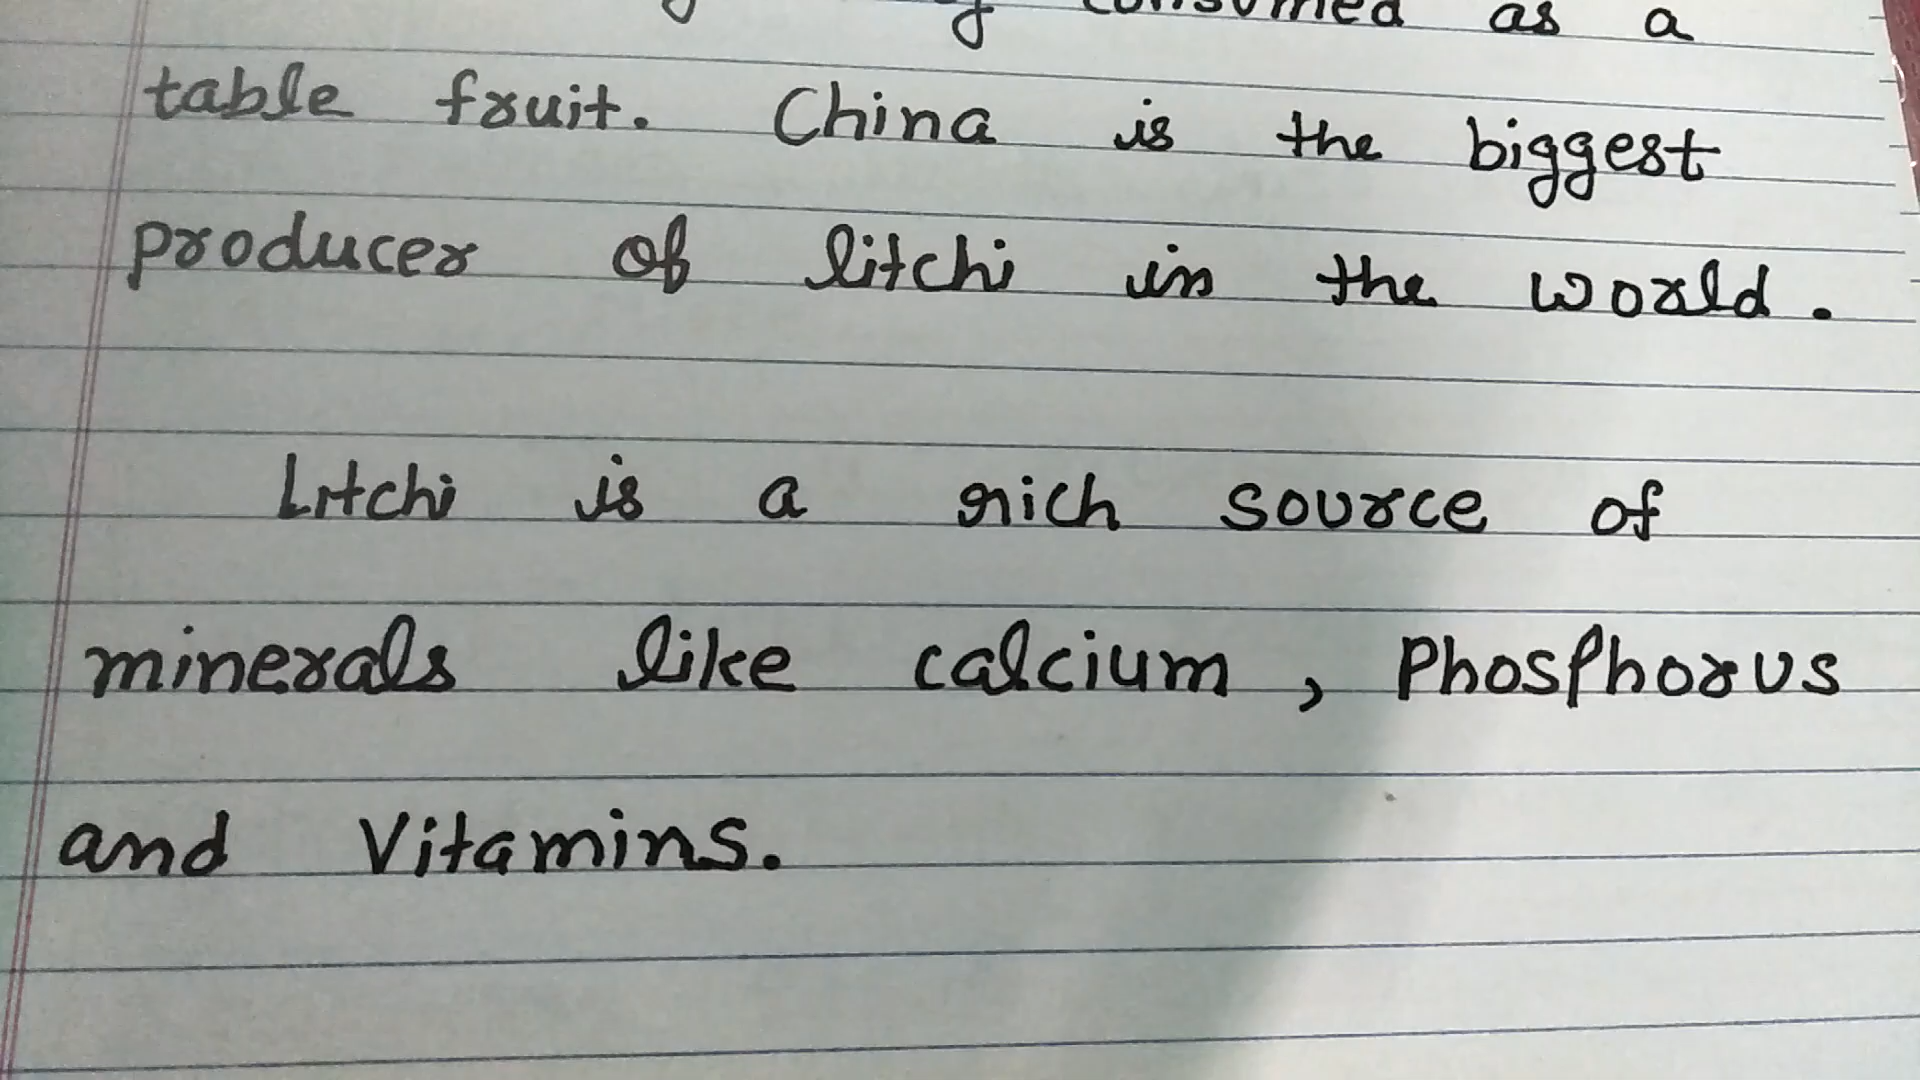 consumed as a
table fruit. China is the biggest
producer of litchi in the world.
Litchi is a rich source of
minerals like calcium, Phosphorus
and Vitamins.